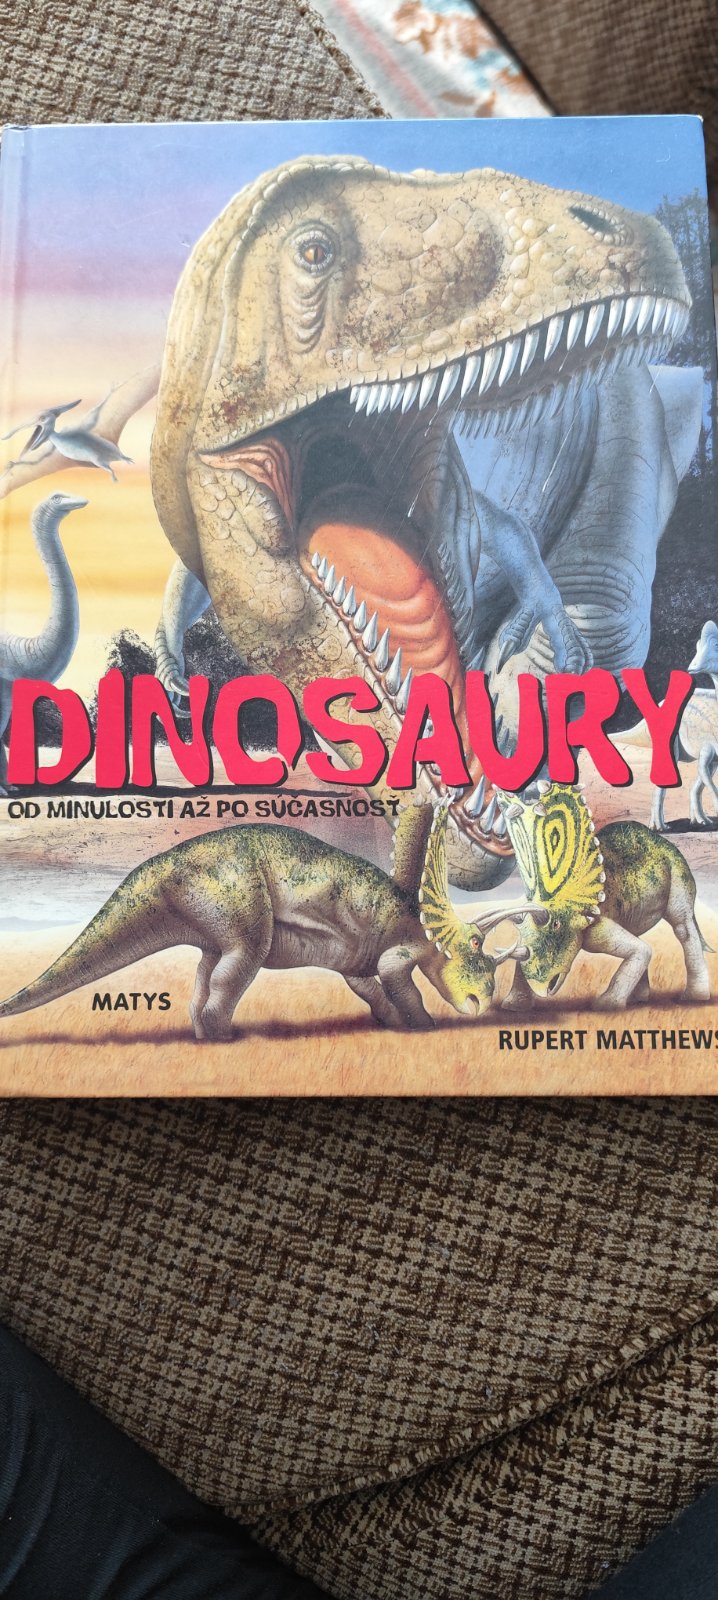 DINOSAURY
OD MINULOSTI AŽ PO SÚČASNOSŤ
MATYS
RUPERT MATTHEWS